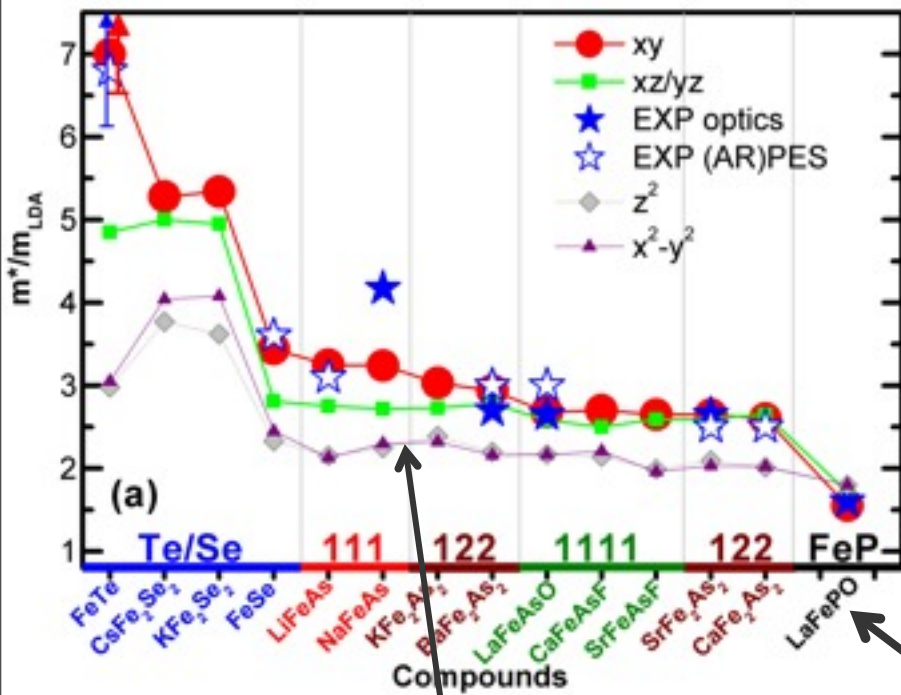 7
6
5
4
3
2
1
m*/m_LDA
xy
xz/yz
EXP optics
EXP (AR)PES
z²
x²-y²
(a)
Te/Se 111 122 1111 122 FeP
FeTe
CsFe₂Se₂
KFe₂Se₂
FeSe
LiFeAs
NaFeAs
KFe₂As₂
BaFe₂As₂
LaFeAsO
CaFeAsF
SrFeAsF
SrFe₂As₂
CaFe₂As₂
LaFePO
Compounds